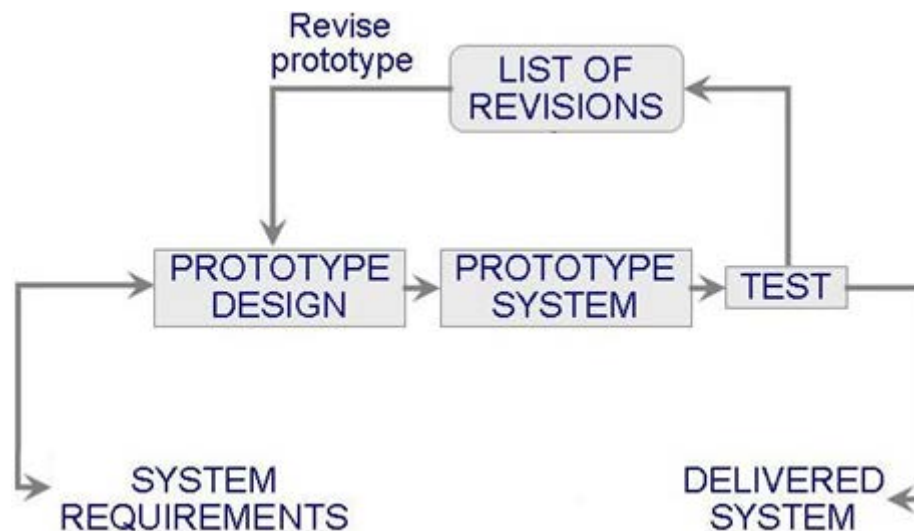 Revise
prototype
LIST OF
REVISIONS
PROTOTYPE
DESIGN
PROTOTYPE
SYSTEM
TEST
SYSTEM
REQUIREMENTS
DELIVERED
SYSTEM